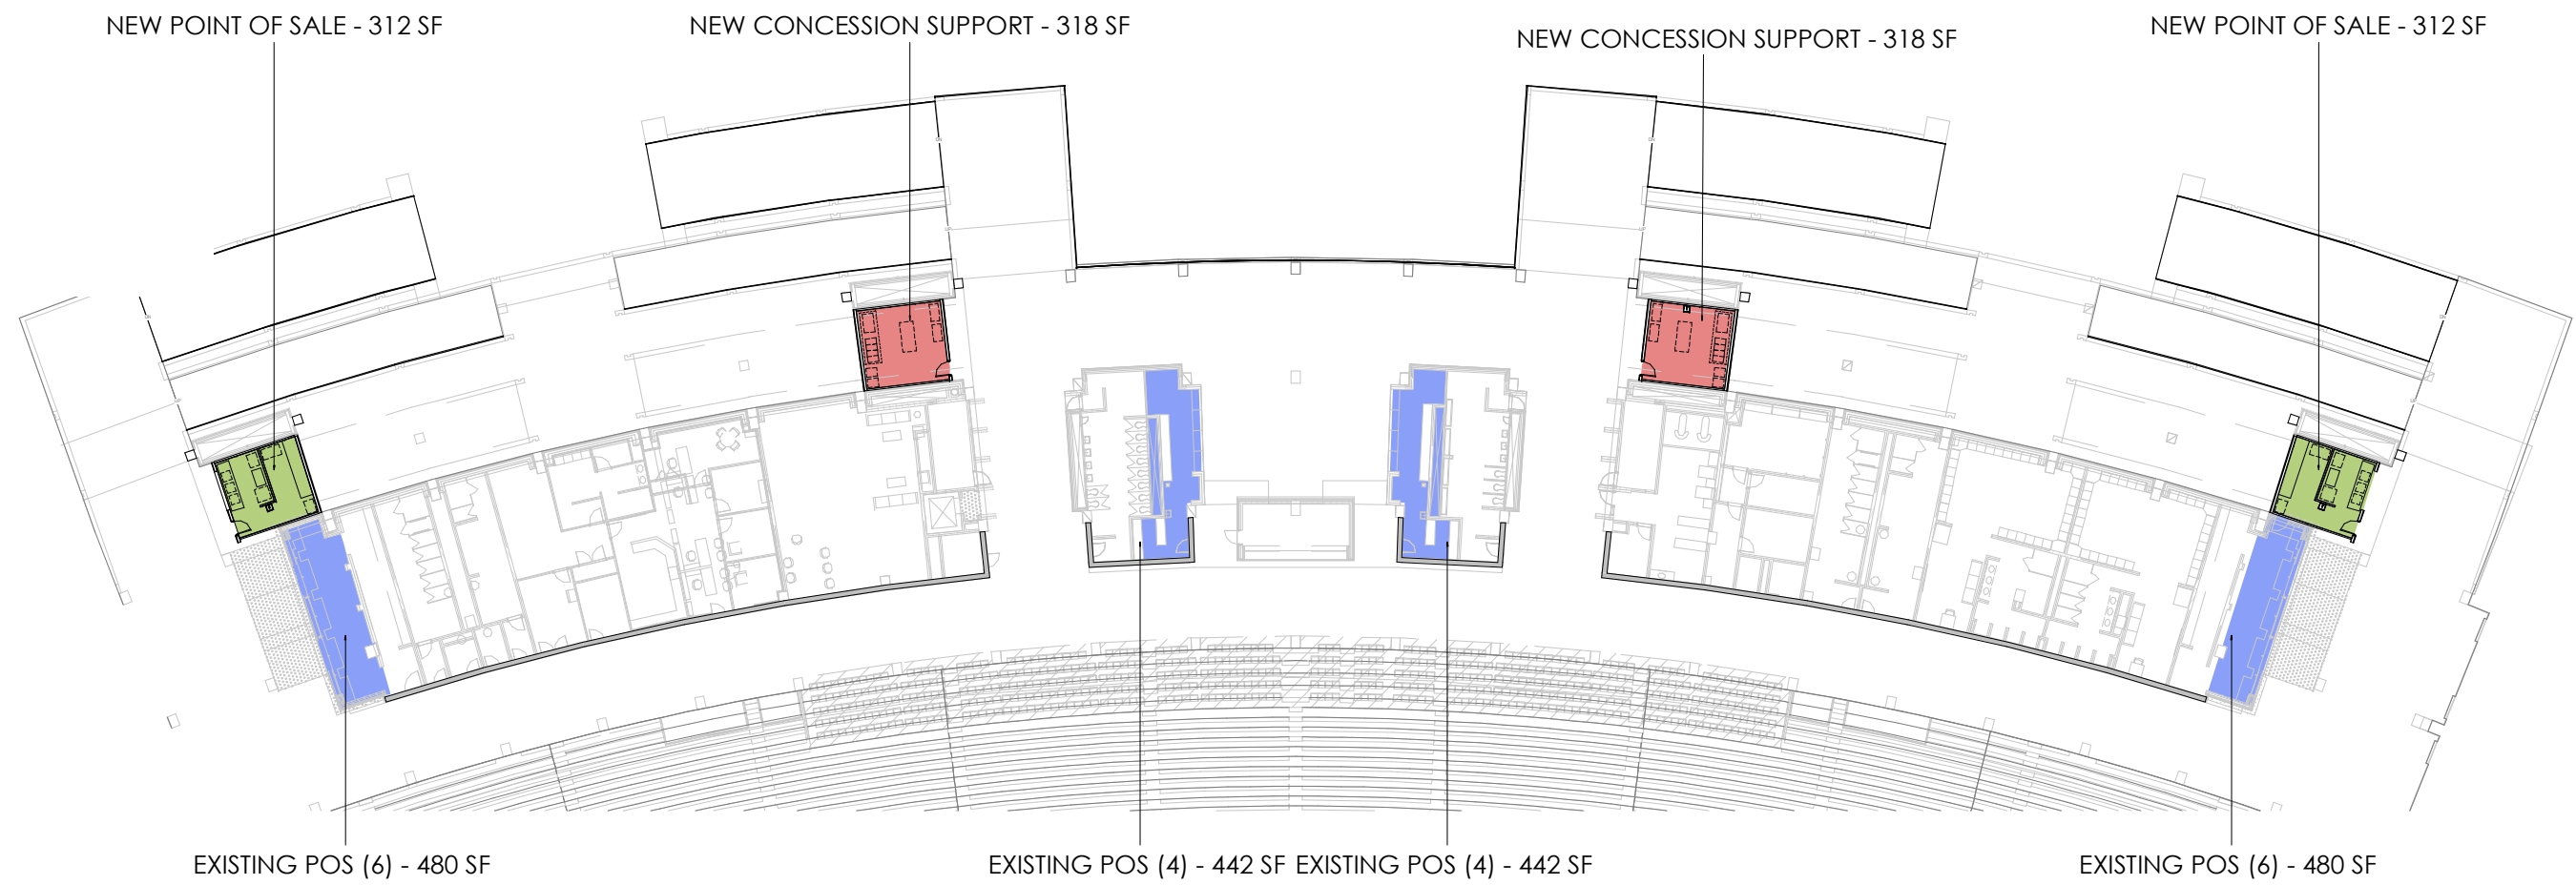 NEW POINT OF SALE - 312 SF
NEW CONCESSION SUPPORT - 318 SF
NEW CONCESSION SUPPORT - 318 SF
NEW POINT OF SALE - 312 SF
EXISTING POS (6) - 480 SF
EXISTING POS (4) - 442 SF
EXISTING POS (4) - 442 SF
EXISTING POS (6) - 480 SF